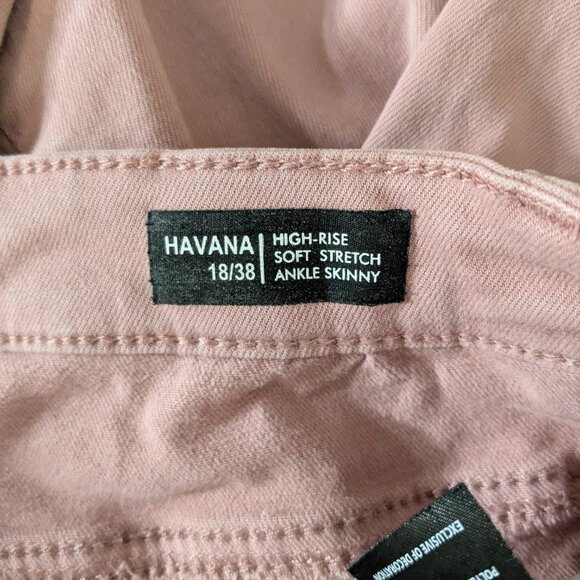 HAVANA
18/38
HIGH-RISE
SOFT STRETCH
ANKLE SKINNY
EXCLUSIVE OF DECORATION